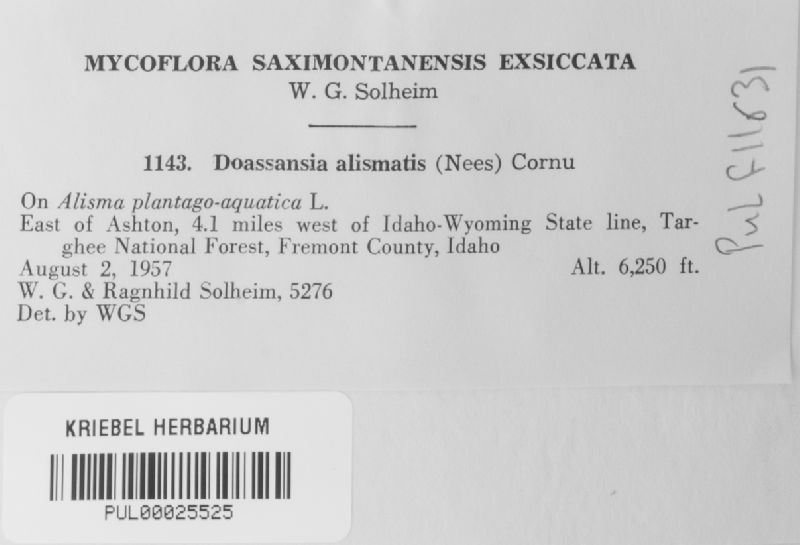 MYCOFLORA SAXIMONTANENSIS EXSICCATA
W. G. Solheim
1143. Doassansia alismatis (Nees) Cornu
On Alisma plantago-aquatica L.
East of Ashton, 4.1 miles west of Idaho-Wyoming State line, Tar-
ghee National Forest, Fremont County, Idaho
August 2, 1957 Alt. 6,250 ft.
W. G. & Ragnhild Solheim, 5276
Det. by WGS
PUL F11631
KRIEBEL HERBARIUM
PUL00025525